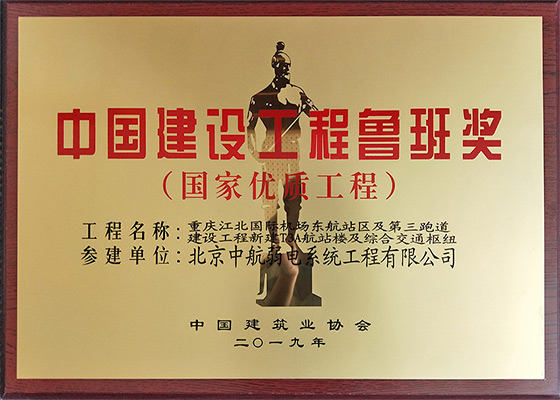 中国建设工程鲁班奖
（国家优质工程）
工程名称：重庆江北国际机场东航站区及第三跑道
建设工程新建T3A航站楼及综合交通枢纽
参建单位：北京中航弱电系统工程有限公司
中国建筑业协会
二〇一九年